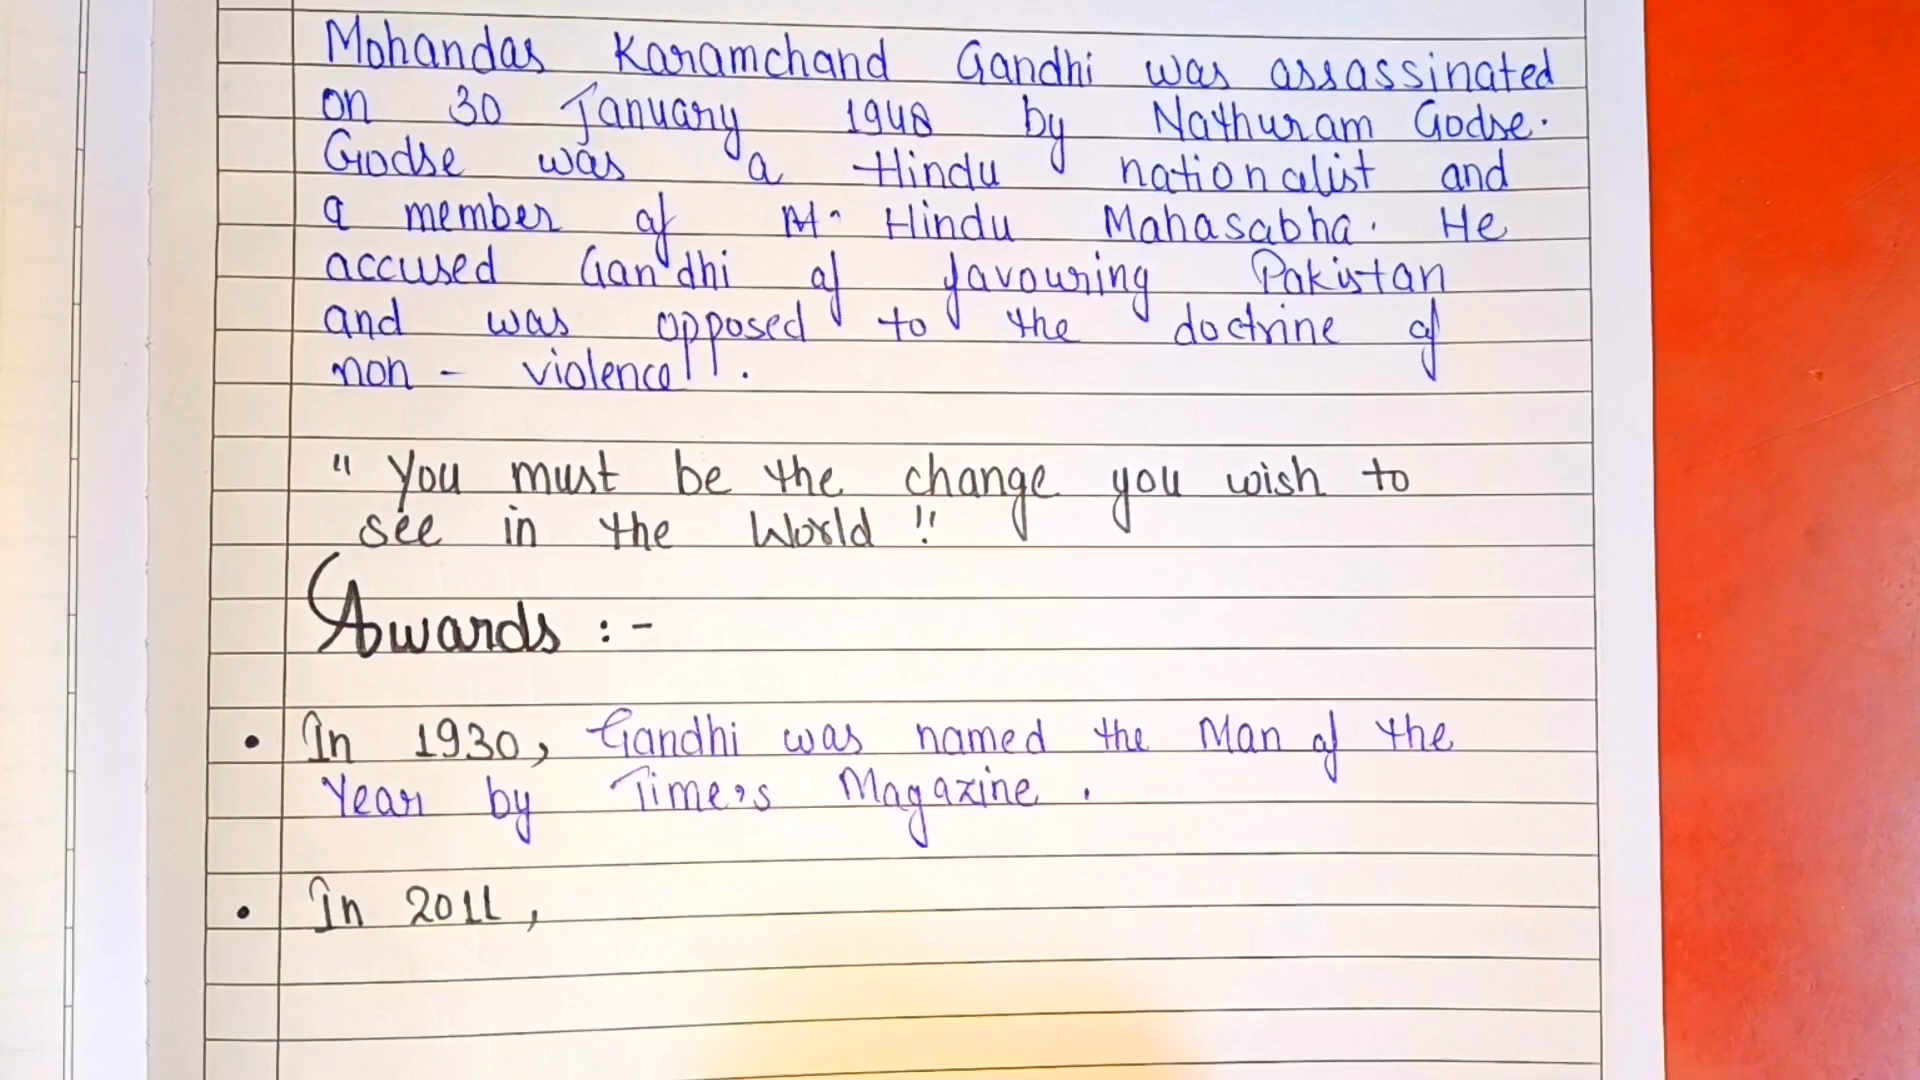 Mohandas Karamchand Gandhi was assassinated
on 30 January 1948 by Nathuram Godse.
Godse was a Hindu nationalist and
a member of Hindu Mahasabha. He
accused Gandhi of favouring Pakistan
and was opposed to the doctrine of
non - violence.
" You must be the change you wish to
see in the World !!
Awards : -
• In 1930, Gandhi was named the Man of the
Year by Times Magazine.
• In 2011,